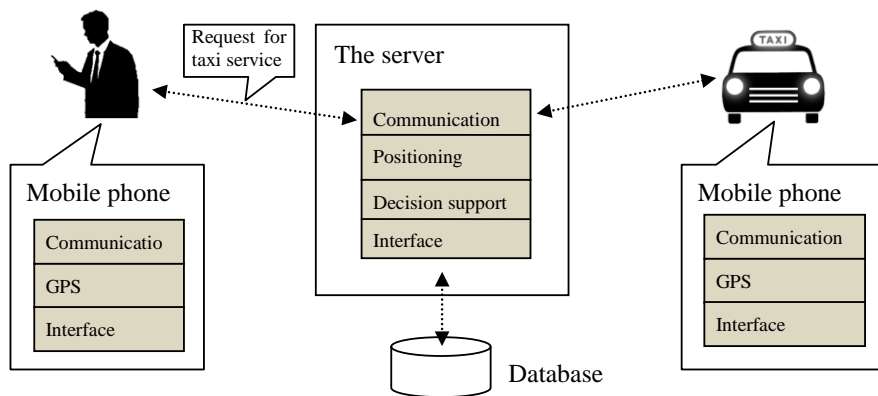 Request for
taxi service
The server
TAXI
Communication
Positioning
Decision support
Interface
Mobile phone
Communicatio
GPS
Interface
Mobile phone
Communication
GPS
Interface
Database